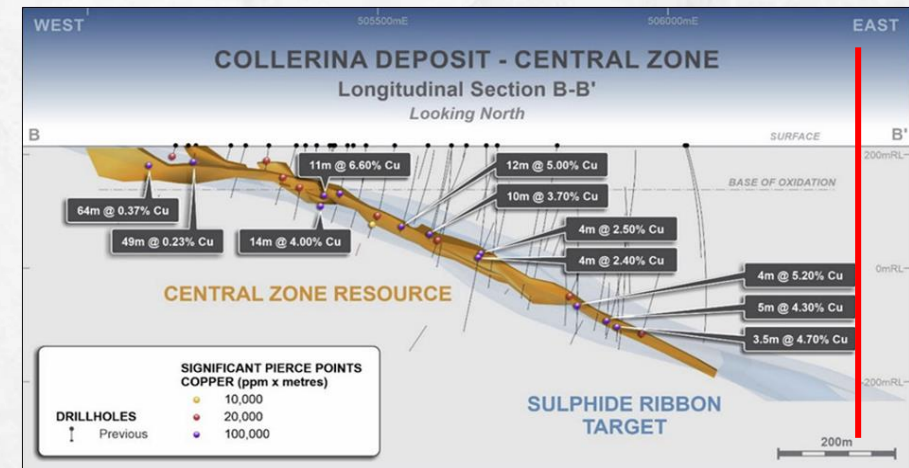 WEST
505500mE
506000mE
EAST
COLLERINA DEPOSIT - CENTRAL ZONE
Longitudinal Section B-B'
Looking North
B
SURFACE
B'
200mRL
11m @ 6.60% Cu
12m @ 5.00% Cu
BASE OF OXIDATION
10m @ 3.70% Cu
64m @ 0.37% Cu
49m @ 0.23% Cu
14m @ 4.00% Cu
4m @ 2.50% Cu
4m @ 2.40% Cu
0mRL
4m @ 5.20% Cu
CENTRAL ZONE RESOURCE
5m @ 4.30% Cu
3.5m @ 4.70% Cu
SIGNIFICANT PIERCE POINTS
COPPER (ppm x metres)
10,000
20,000
100,000
DRILLHOLES
Previous
-200mRL
SULPHIDE RIBBON
TARGET
200m